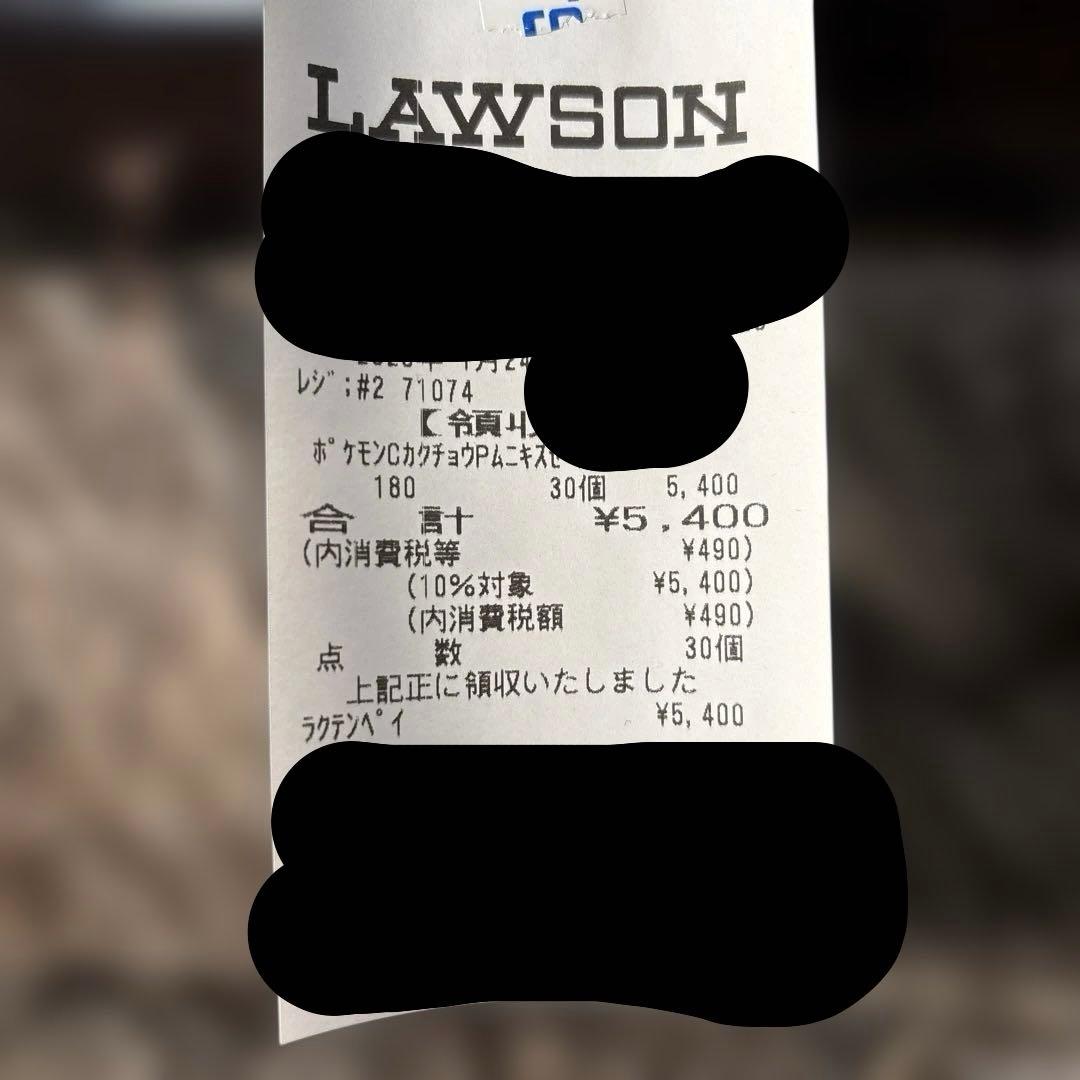 LAWSON
レジ;#2 71074
【領収
ポケモンCカクチョウPムニキスゼ
180 30個 5,400
合 計 ¥5,400
(内消費税等 ¥490)
(10%対象 ¥5,400)
(内消費税額 ¥490)
点 数 30個
上記正に領収いたしました
ラクテンペイ ¥5,400